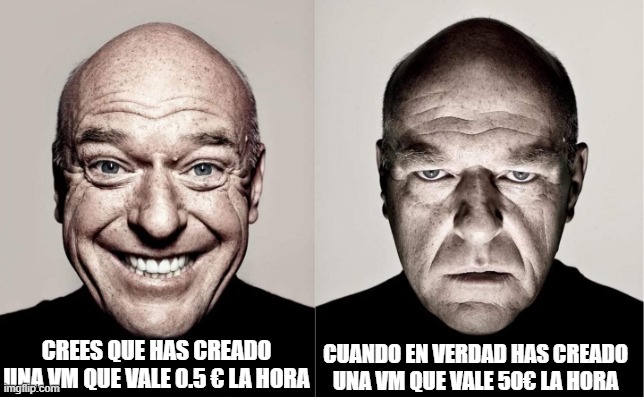 CREES QUE HAS CREADO
UNA VM QUE VALE 0.5 € LA HORA
CUANDO EN VERDAD HAS CREADO
UNA VM QUE VALE 50€ LA HORA
imgflip.com